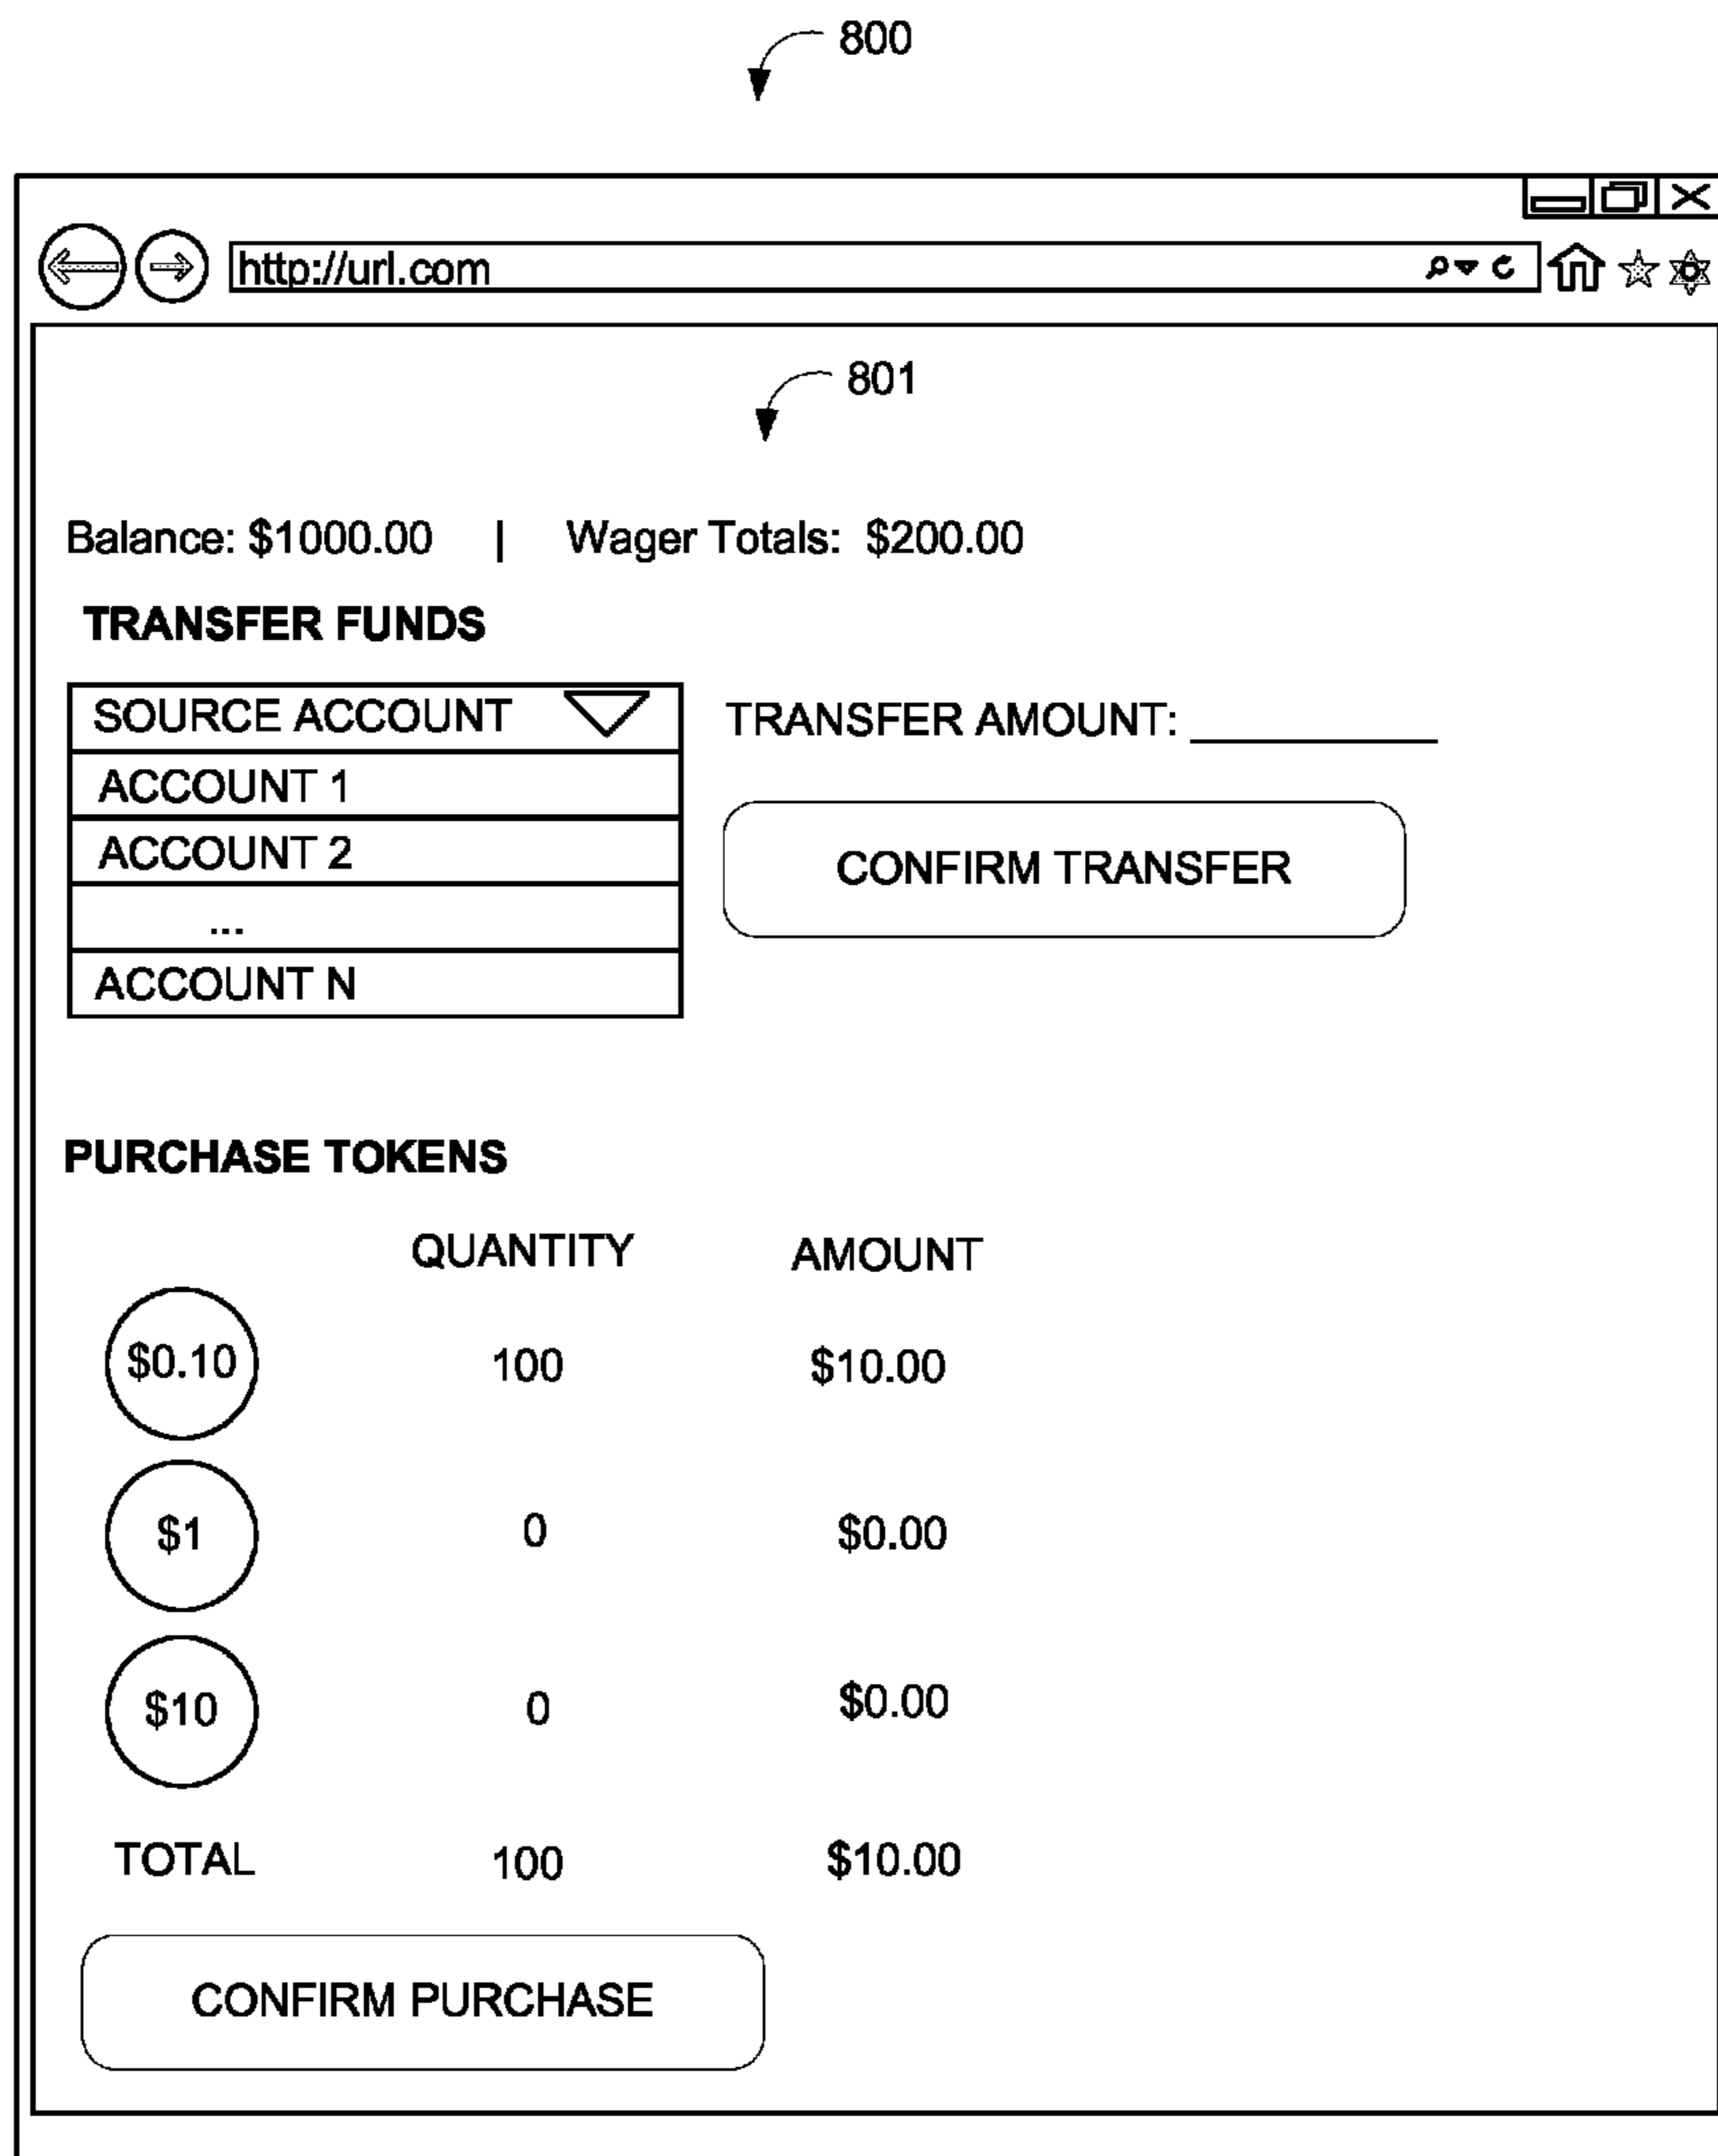 800
http://url.com
801
Balance: $1000.00 | Wager Totals: $200.00
TRANSFER FUNDS
SOURCE ACCOUNT
TRANSFER AMOUNT: __________
ACCOUNT 1
ACCOUNT 2
CONFIRM TRANSFER
...
ACCOUNT N
PURCHASE TOKENS
QUANTITY AMOUNT
$0.10 100 $10.00
$1 0 $0.00
$10 0 $0.00
TOTAL 100 $10.00
CONFIRM PURCHASE